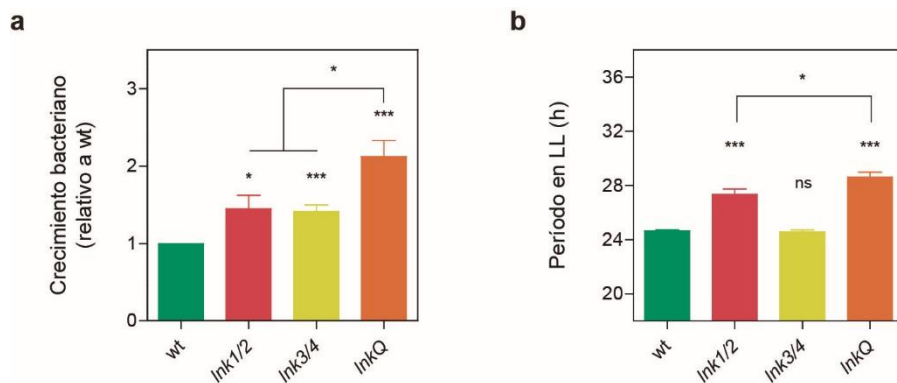 a
Crecimiento bacteriano
(relativo a wt)
3
2
1
0
*
*
***
***
wt
lnk1/2
lnk3/4
lnkQ
b
Período en LL (h)
36
32
28
24
20
*
***
ns
***
wt
lnk1/2
lnk3/4
lnkQ